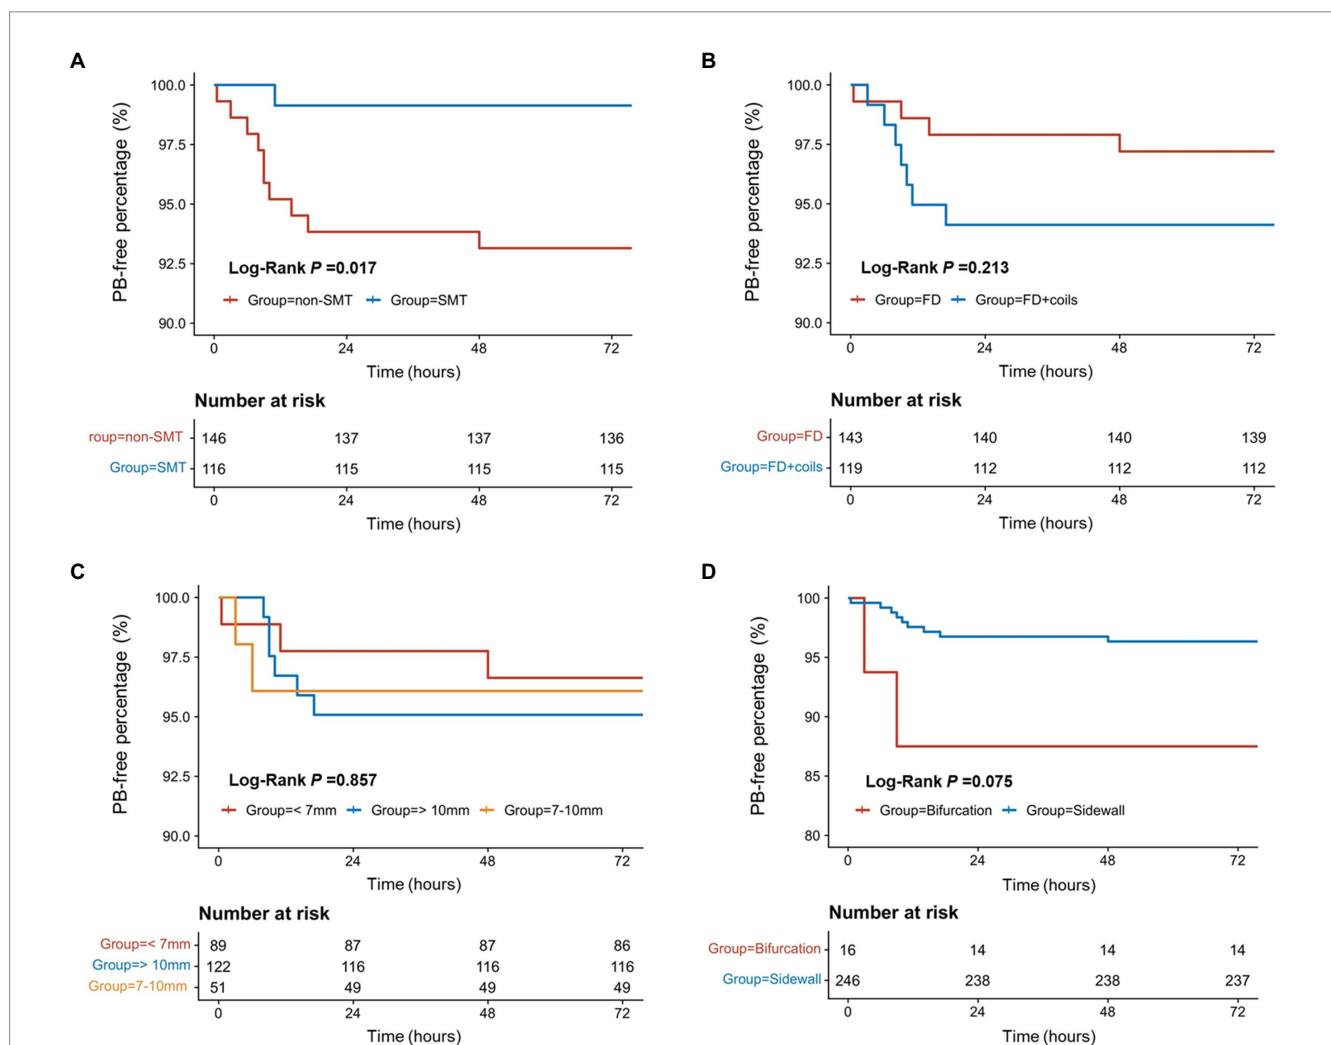 A
PB-free percentage (%)
100.0
97.5
95.0
92.5
90.0
Log-Rank P =0.017
Group=non-SMT Group=SMT
0 24 48 72
Time (hours)
Number at risk
roup=non-SMT 146 137 137 136
Group=SMT 116 115 115 115
0 24 48 72
Time (hours)
B
PB-free percentage (%)
100.0
97.5
95.0
92.5
90.0
Log-Rank P =0.213
Group=FD Group=FD+coils
0 24 48 72
Time (hours)
Number at risk
Group=FD 143 140 140 139
Group=FD+coils 119 112 112 112
0 24 48 72
Time (hours)
C
PB-free percentage (%)
100.0
97.5
95.0
92.5
90.0
Log-Rank P =0.857
Group=< 7mm Group=> 10mm Group=7-10mm
0 24 48 72
Time (hours)
Number at risk
Group=< 7mm 89 87 87 86
Group=> 10mm 122 116 116 116
Group=7-10mm 51 49 49 49
0 24 48 72
Time (hours)
D
PB-free percentage (%)
100
95
90
85
80
Log-Rank P =0.075
Group=Bifurcation Group=Sidewall
0 24 48 72
Time (hours)
Number at risk
Group=Bifurcation 16 14 14 14
Group=Sidewall 246 238 238 237
0 24 48 72
Time (hours)